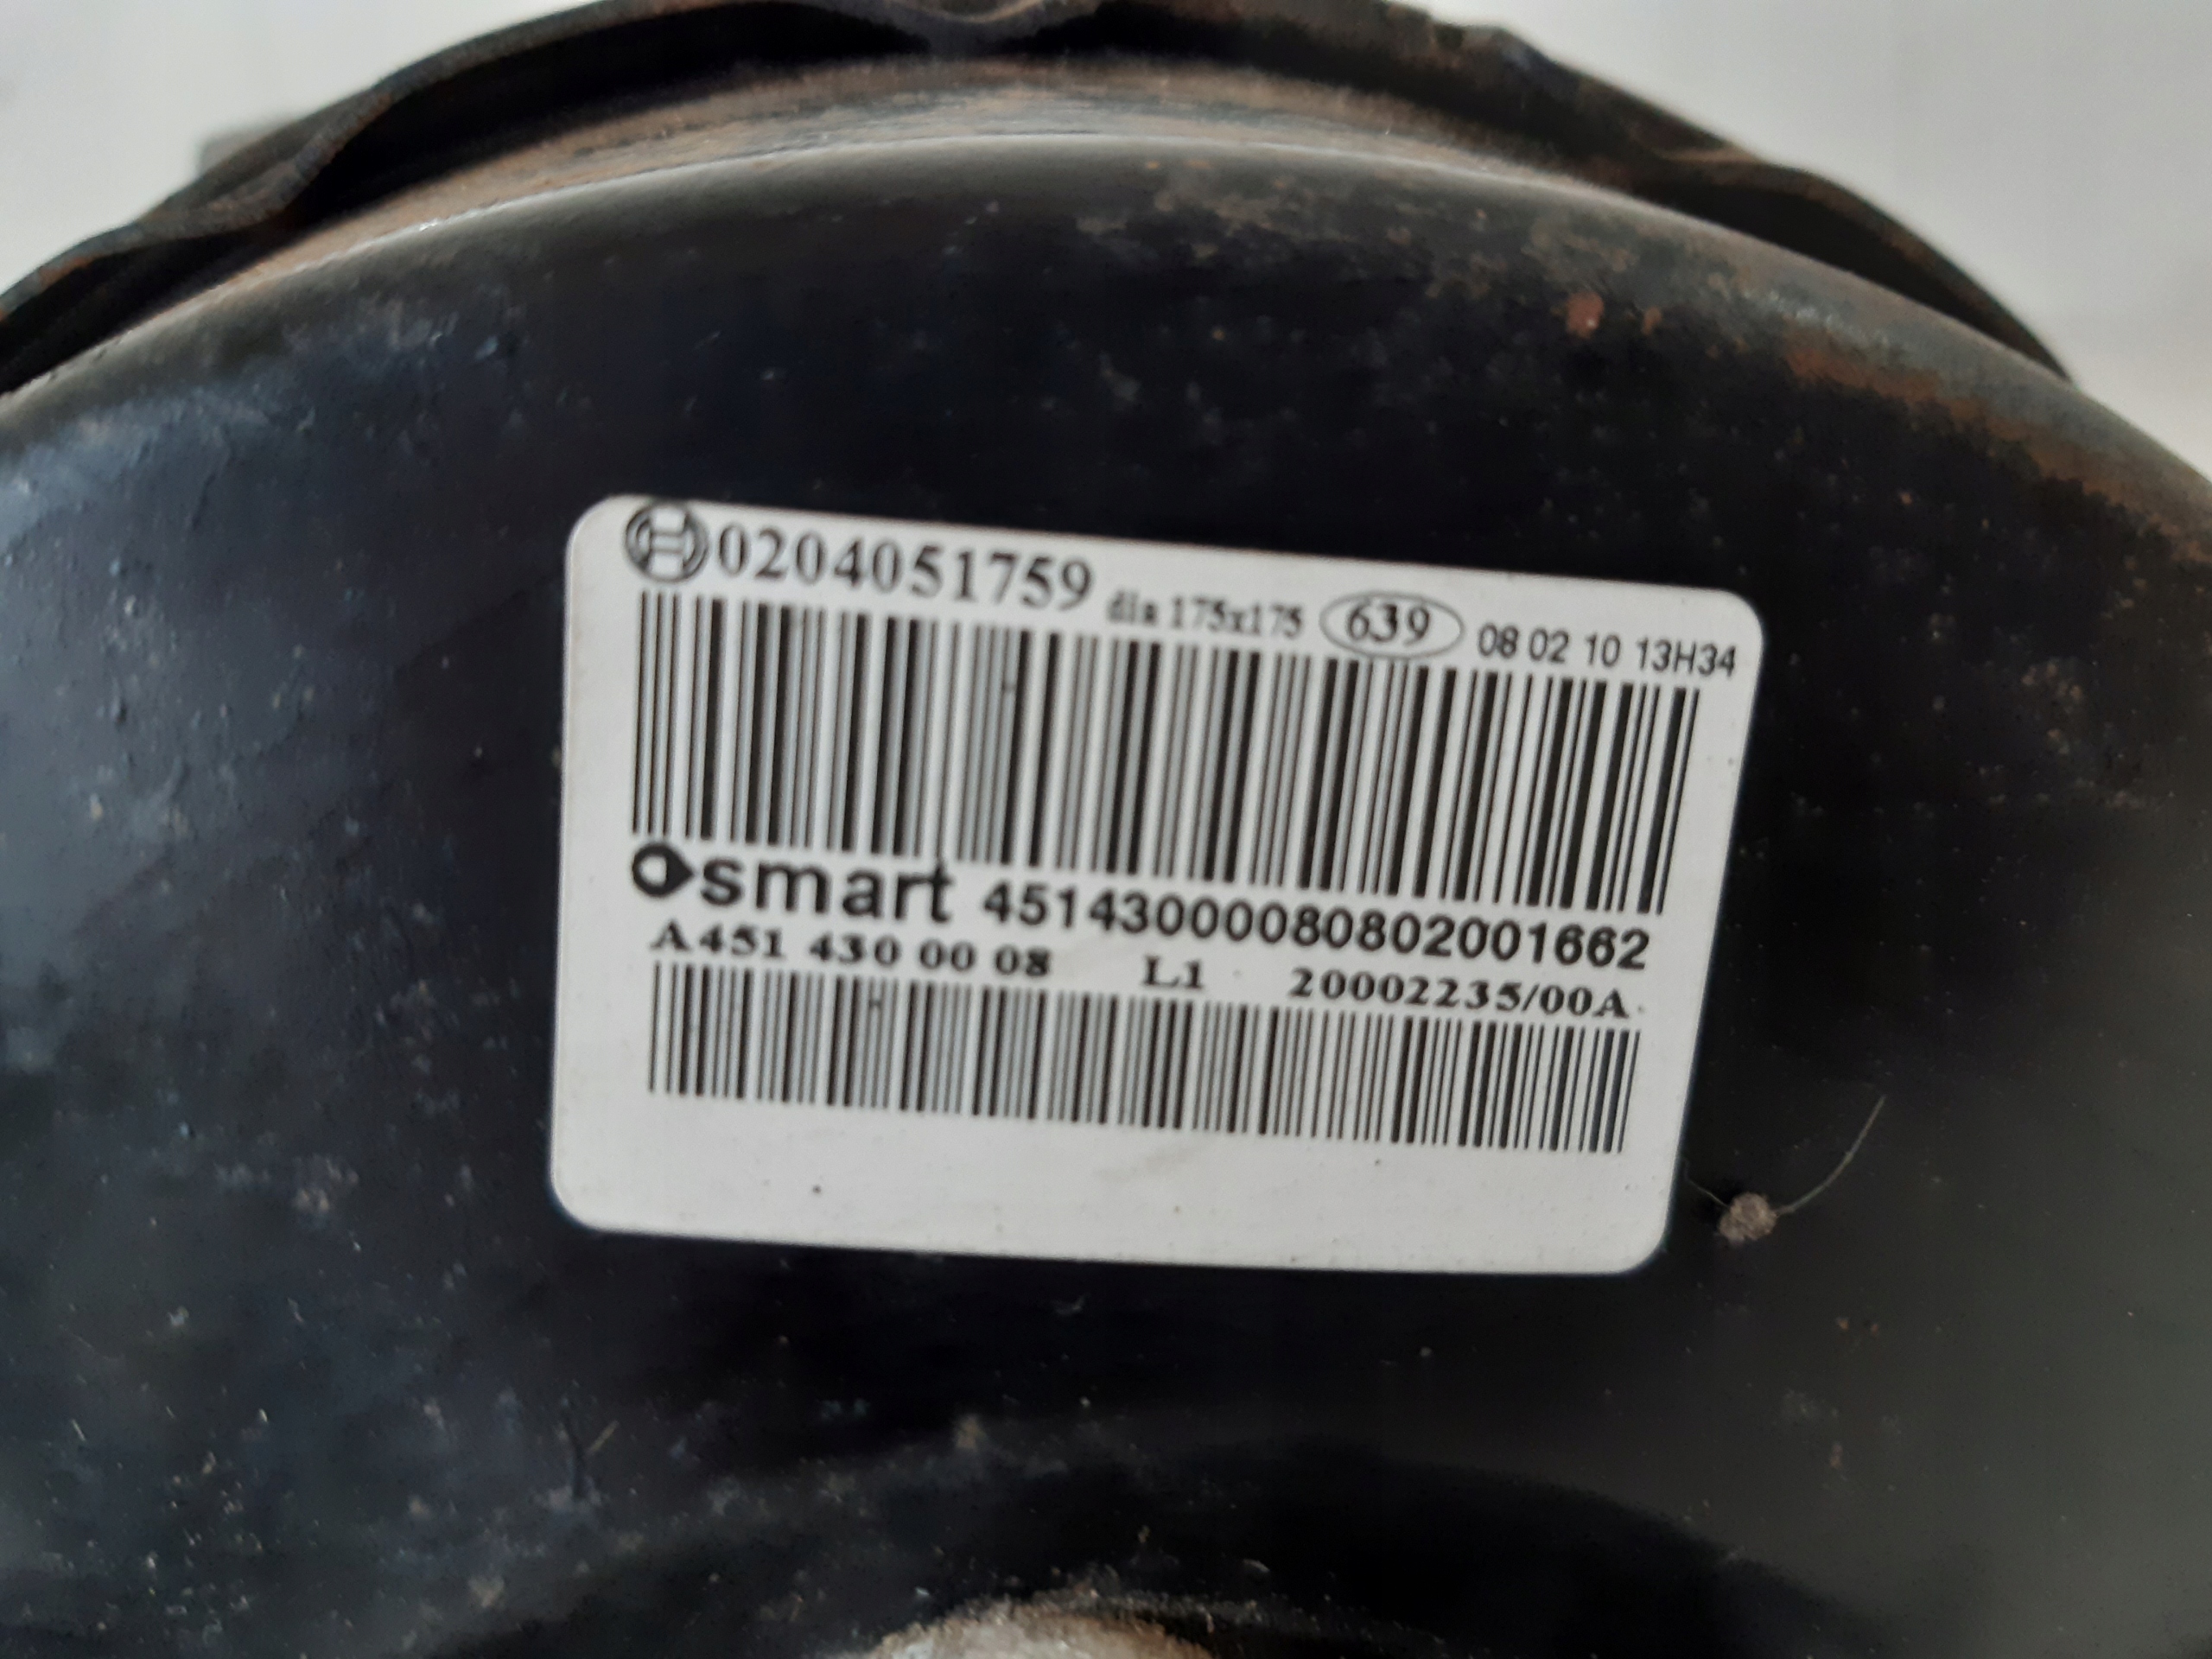 0204051759 dia 175x175 639 08 02 10 13H34
smart 45143000080802001662
A451 430 00 08 L1 20002235/00A